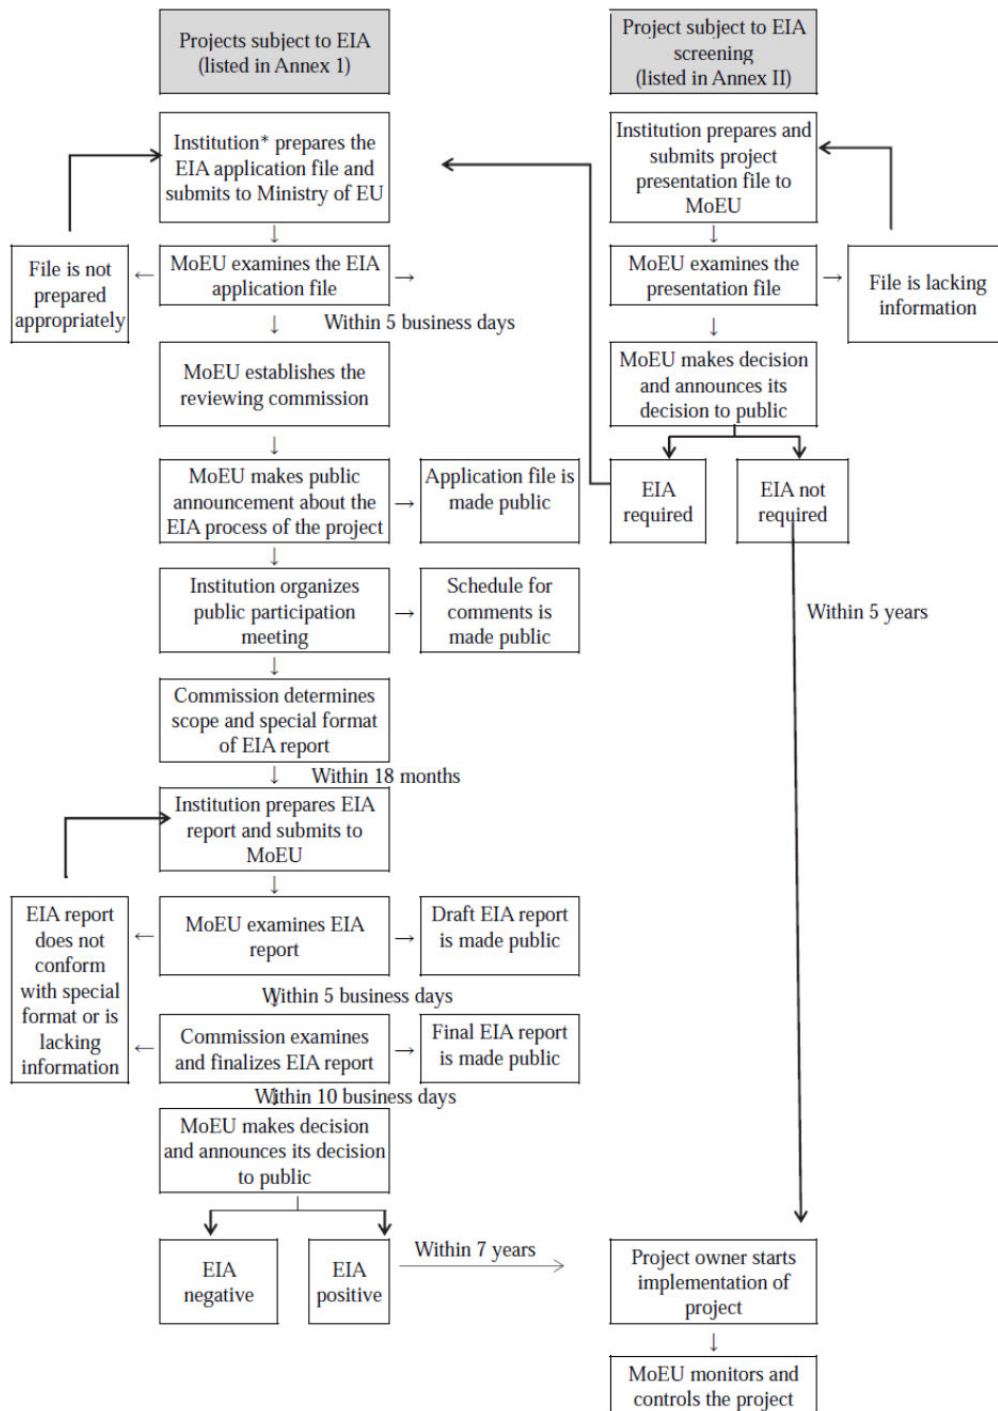 Projects subject to EIA
(listed in Annex 1)
Project subject to EIA
screening
(listed in Annex II)
Institution* prepares the
EIA application file and
submits to Ministry of EU
Institution prepares and
submits project
presentation file to
MoEU
File is not
prepared
appropriately
MoEU examines the EIA
application file
MoEU examines the
presentation file
File is lacking
information
Within 5 business days
MoEU establishes the
reviewing commission
MoEU makes decision
and announces its
decision to public
MoEU makes public
announcement about the
EIA process of the project
Application file is
made public
EIA
required
EIA not
required
Institution organizes
public participation
meeting
Schedule for
comments is
made public
Within 5 years
Commission determines
scope and special format
of EIA report
Within 18 months
Institution prepares EIA
report and submits to
MoEU
EIA report
does not
conform
with special
format or is
lacking
information
MoEU examines EIA
report
Draft EIA report
is made public
Within 5 business days
Commission examines
and finalizes EIA report
Final EIA report
is made public
Within 10 business days
MoEU makes decision
and announces its decision
to public
EIA
negative
EIA
positive
Within 7 years
Project owner starts
implementation of
project
MoEU monitors and
controls the project